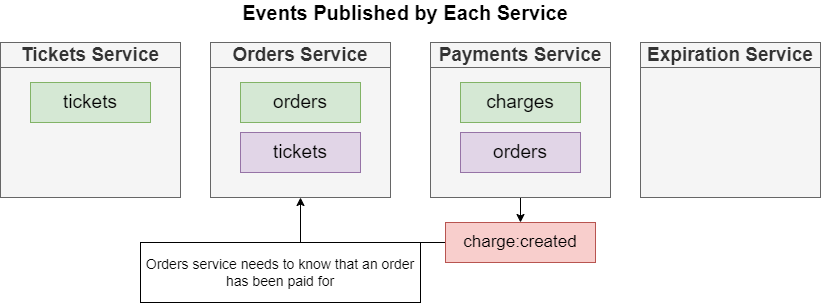 Events Published by Each Service
Tickets Service
Orders Service
Payments Service
Expiration Service
tickets
orders
charges
tickets
orders
charge:created
Orders service needs to know that an order
has been paid for